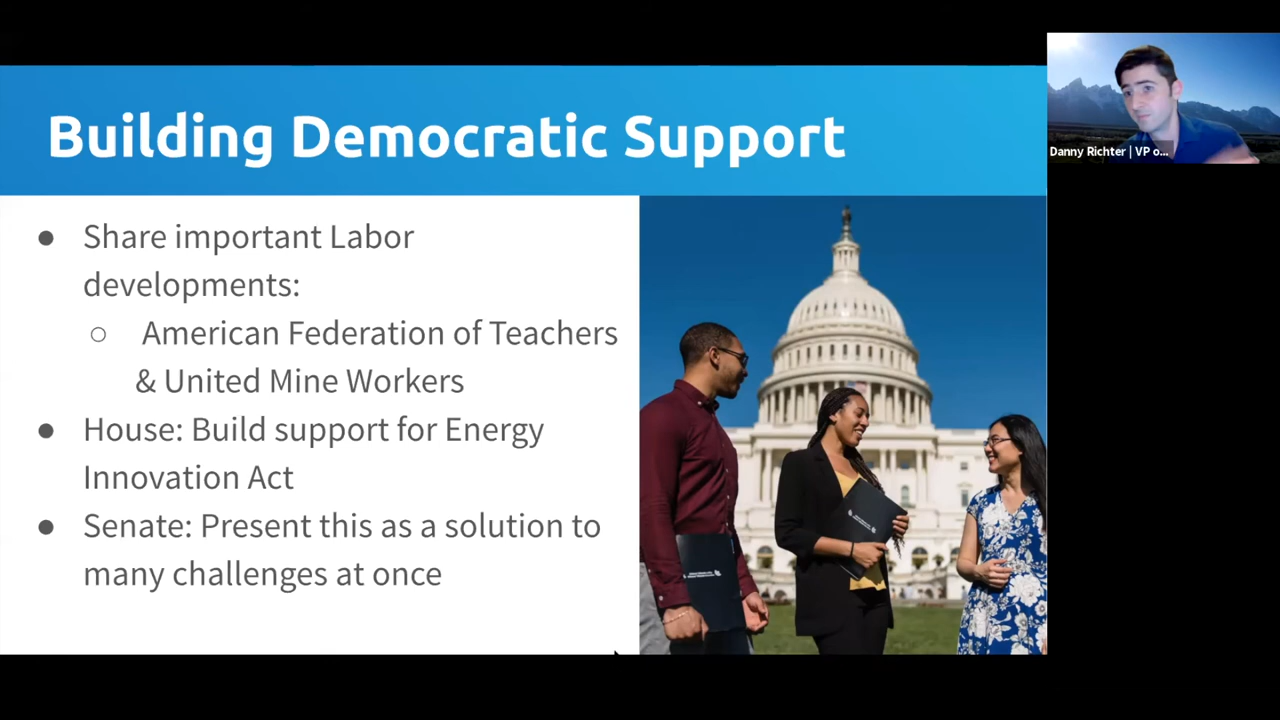 Building Democratic Support
● Share important Labor
developments:
○ American Federation of Teachers
& United Mine Workers
● House: Build support for Energy
Innovation Act
● Senate: Present this as a solution to
many challenges at once
Danny Richter | VP o...